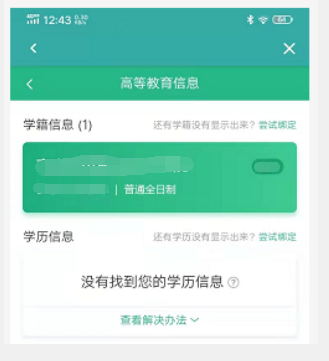 12:43
高等教育信息
学籍信息 (1)
还有学籍没有显示出来? 尝试绑定
| 普通全日制
学历信息
还有学历没有显示出来? 尝试绑定
没有找到您的学历信息 ?
查看解决办法